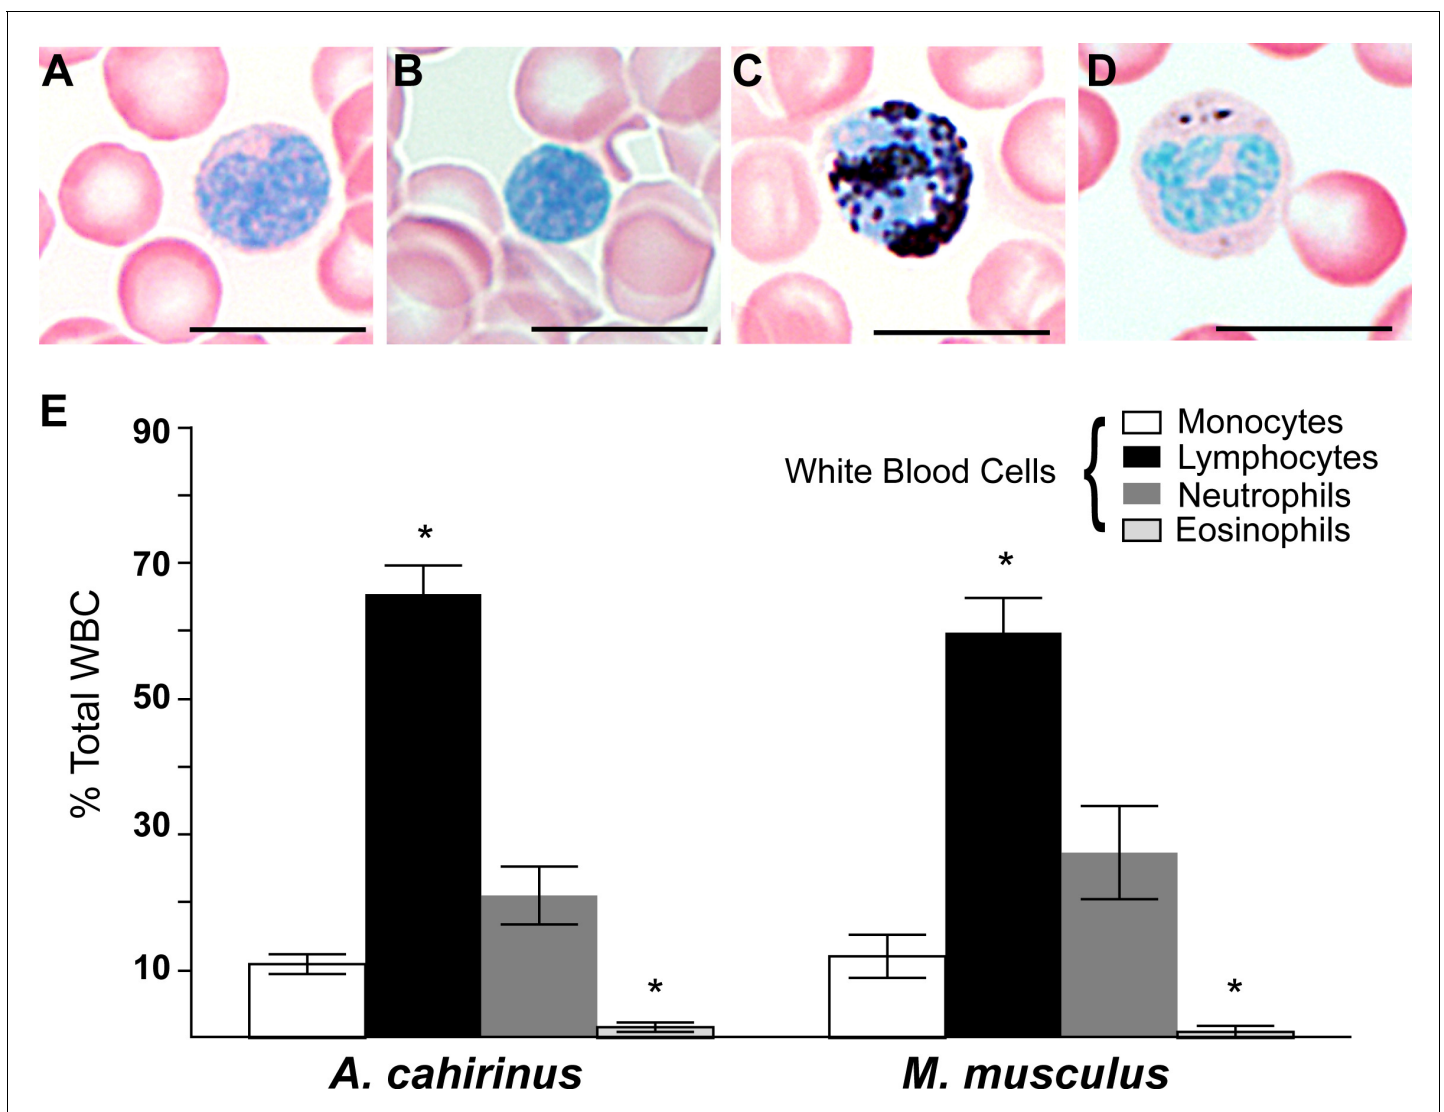 A
B
C
D
E
90
70
50
30
10
% Total WBC
White Blood Cells
{
Monocytes
Lymphocytes
Neutrophils
Eosinophils
*
*
*
*
A. cahirinus
M. musculus